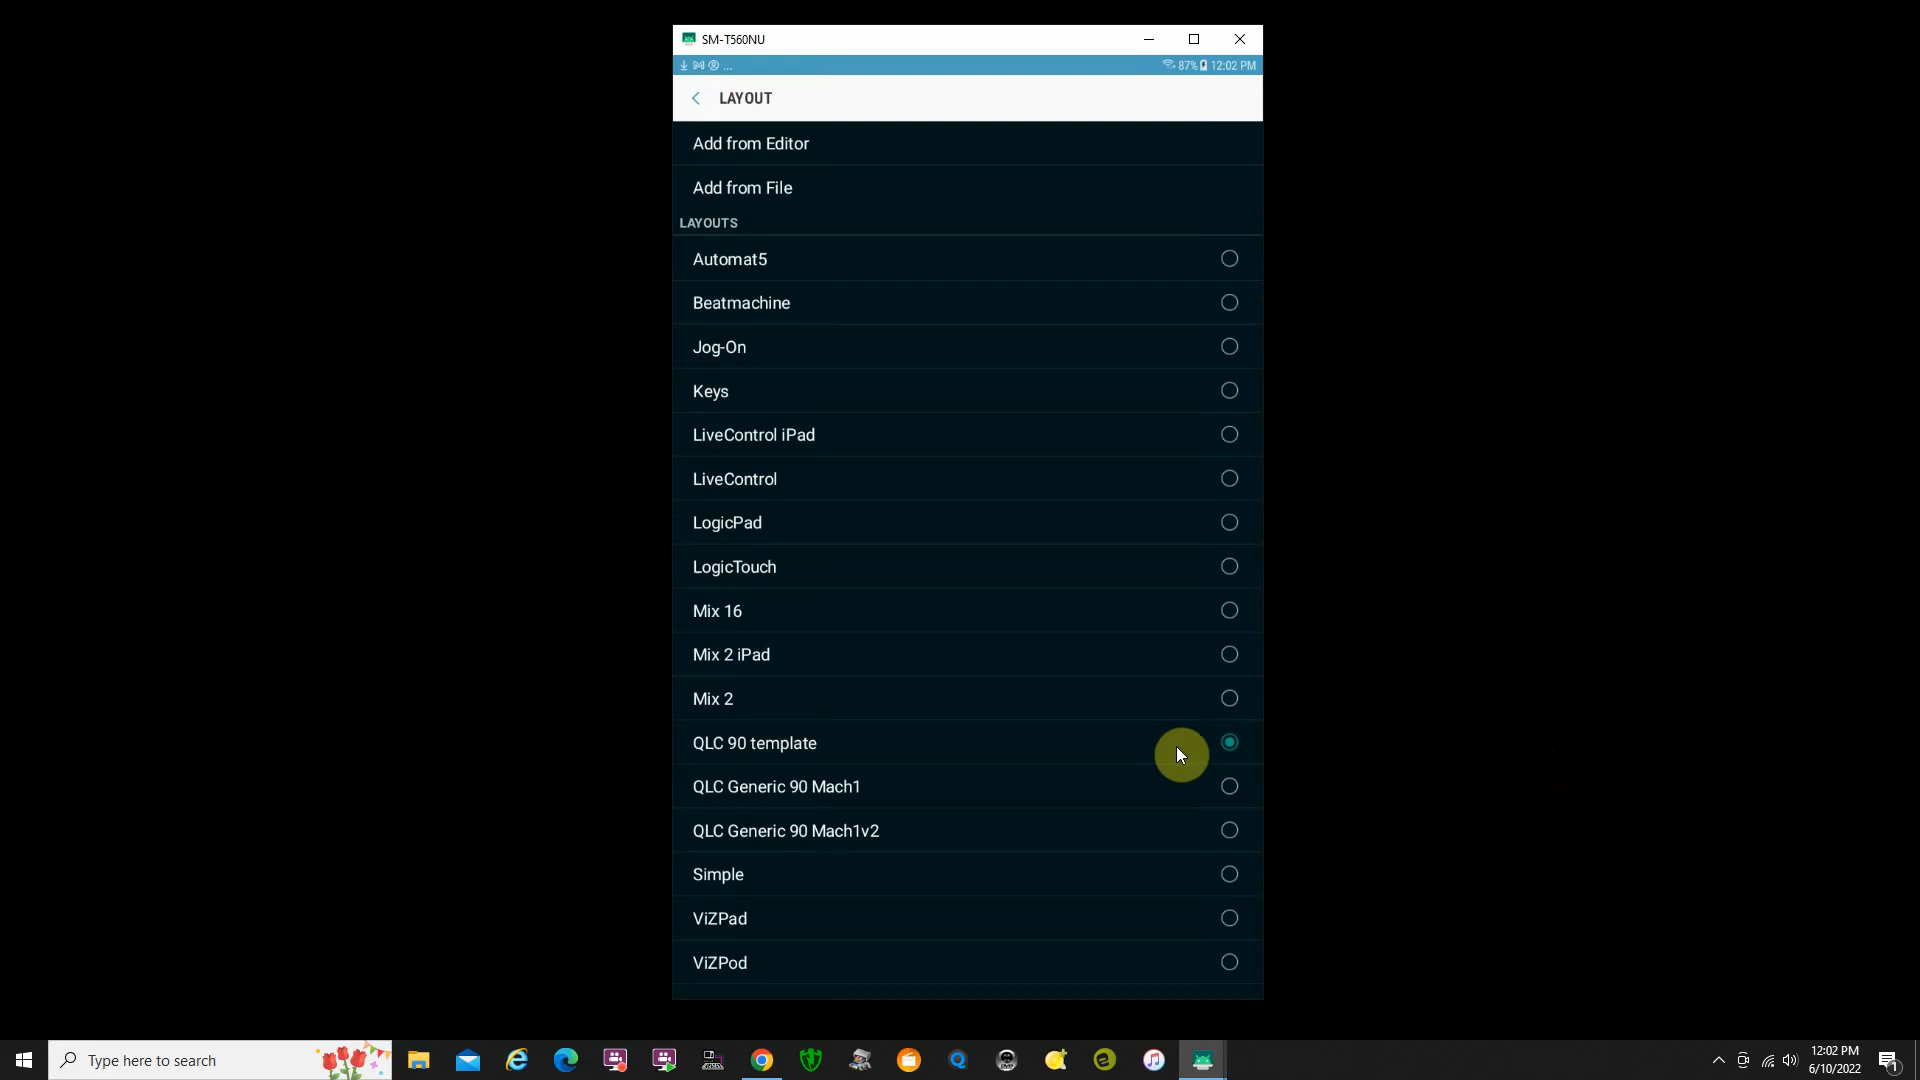 SM-T560NU
... 87% 12:02 PM
LAYOUT
Add from Editor
Add from File
LAYOUTS
Automat5
Beatmachine
Jog-On
Keys
LiveControl iPad
LiveControl
LogicPad
LogicTouch
Mix 16
Mix 2 iPad
Mix 2
QLC 90 template
QLC Generic 90 Mach1
QLC Generic 90 Mach1v2
Simple
ViZPad
ViZPod
Type here to search
12:02 PM
6/10/2022
1